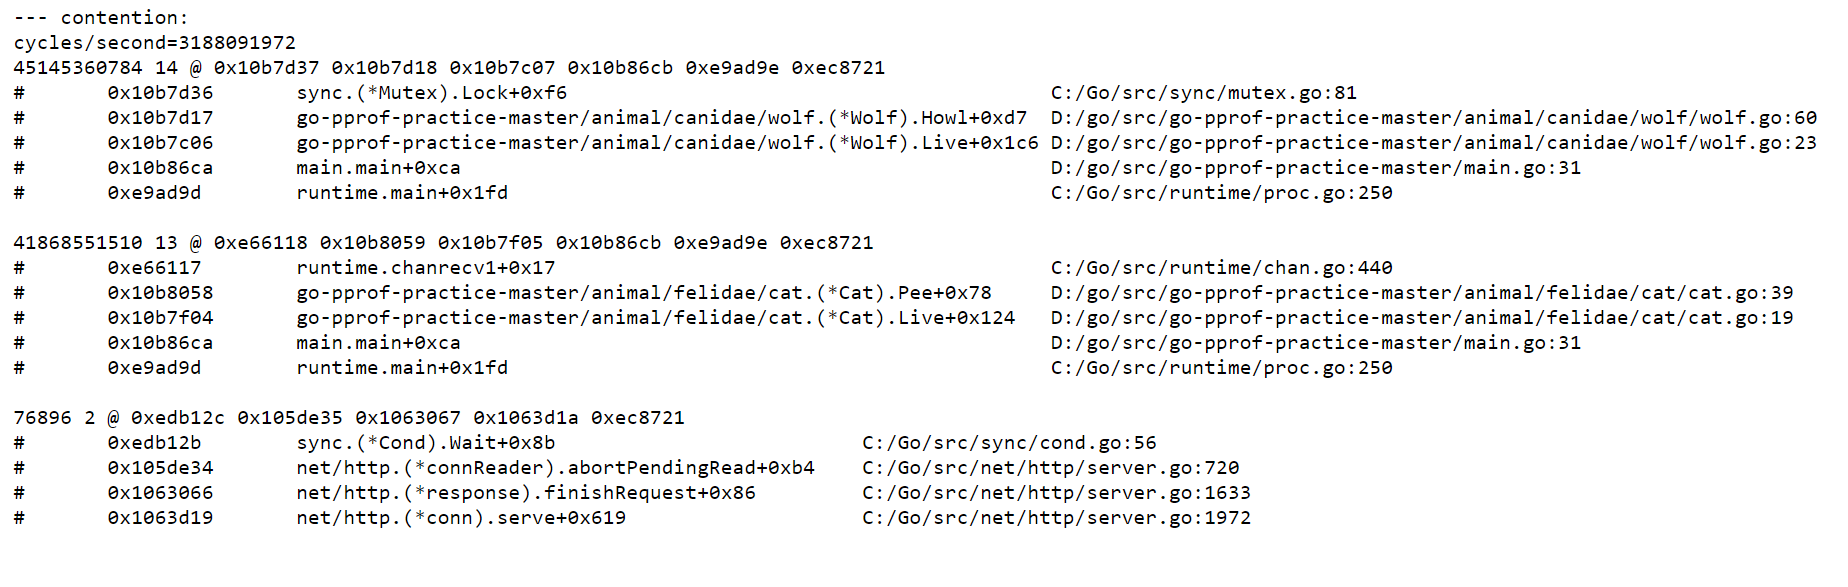 --- contention:
cycles/second=3188091972
45145360784 14 @ 0x10b7d37 0x10b7d18 0x10b7c07 0x10b86cb 0xe9ad9e 0xec8721
# 0x10b7d36 sync.(*Mutex).Lock+0xf6 C:/Go/src/sync/mutex.go:81
# 0x10b7d17 go-pprof-practice-master/animal/canidae/wolf.(*Wolf).Howl+0xd7 D:/go/src/go-pprof-practice-master/animal/canidae/wolf/wolf.go:60
# 0x10b7c06 go-pprof-practice-master/animal/canidae/wolf.(*Wolf).Live+0x1c6 D:/go/src/go-pprof-practice-master/animal/canidae/wolf/wolf.go:23
# 0x10b86ca main.main+0xca D:/go/src/go-pprof-practice-master/main.go:31
# 0xe9ad9d runtime.main+0x1fd C:/Go/src/runtime/proc.go:250

41868551510 13 @ 0xe66118 0x10b8059 0x10b7f05 0x10b86cb 0xe9ad9e 0xec8721
# 0xe66117 runtime.chanrecv1+0x17 C:/Go/src/runtime/chan.go:440
# 0x10b8058 go-pprof-practice-master/animal/felidae/cat.(*Cat).Pee+0x78 D:/go/src/go-pprof-practice-master/animal/felidae/cat/cat.go:39
# 0x10b7f04 go-pprof-practice-master/animal/felidae/cat.(*Cat).Live+0x124 D:/go/src/go-pprof-practice-master/animal/felidae/cat/cat.go:19
# 0x10b86ca main.main+0xca D:/go/src/go-pprof-practice-master/main.go:31
# 0xe9ad9d runtime.main+0x1fd C:/Go/src/runtime/proc.go:250

76896 2 @ 0xedb12c 0x105de35 0x1063067 0x1063d1a 0xec8721
# 0xedb12b sync.(*Cond).Wait+0x8b C:/Go/src/sync/cond.go:56
# 0x105de34 net/http.(*connReader).abortPendingRead+0xb4 C:/Go/src/net/http/server.go:720
# 0x1063066 net/http.(*response).finishRequest+0x86 C:/Go/src/net/http/server.go:1633
# 0x1063d19 net/http.(*conn).serve+0x619 C:/Go/src/net/http/server.go:1972